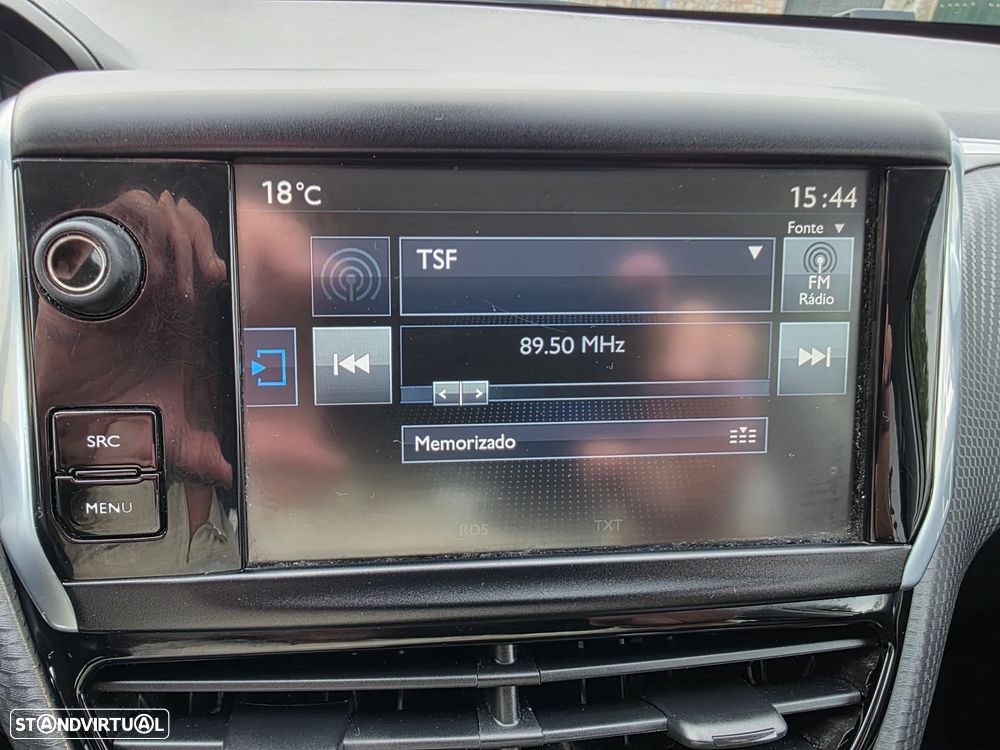 18°C
15:44
Fonte ▼
TSF
FM
Rádio
89.50 MHz
< >
Memorizado
SRC
MENU
RDS
TXT
STANDVIRTUAL